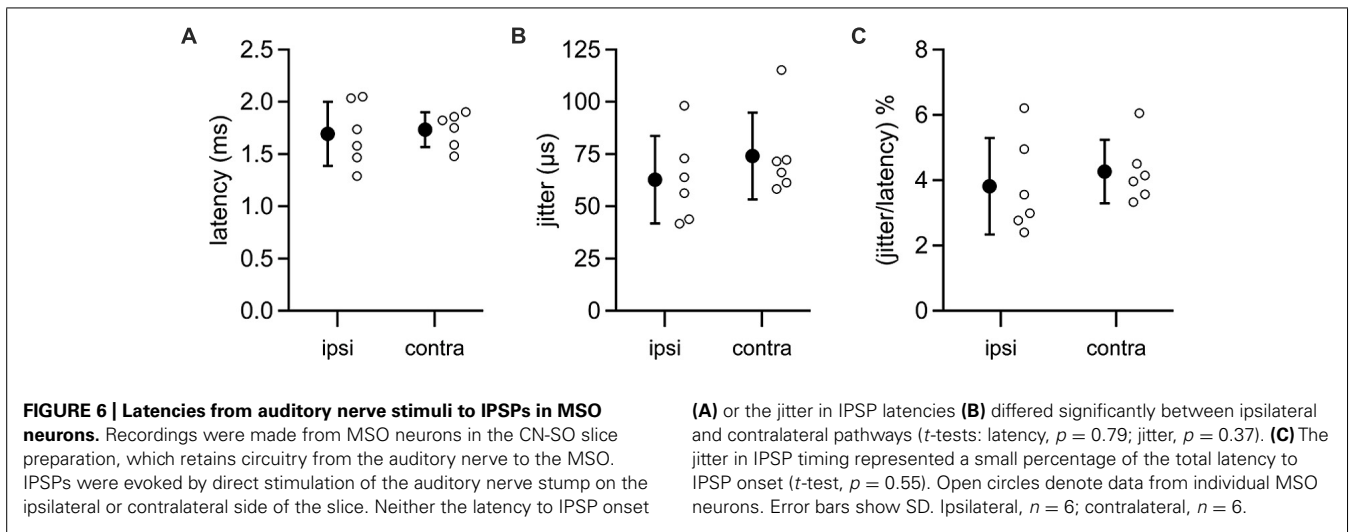 A
2.5
2.0
1.5
1.0
0.5
0.0
latency (ms)
ipsi
contra
B
125
100
75
50
25
0
jitter (µs)
ipsi
contra
C
8
6
4
2
0
(jitter/latency) %
ipsi
contra
FIGURE 6 | Latencies from auditory nerve stimuli to IPSPs in MSO
neurons. Recordings were made from MSO neurons in the CN-SO slice
preparation, which retains circuitry from the auditory nerve to the MSO.
IPSPs were evoked by direct stimulation of the auditory nerve stump on the
ipsilateral or contralateral side of the slice. Neither the latency to IPSP onset
(A) or the jitter in IPSP latencies (B) differed significantly between ipsilateral
and contralateral pathways (t-tests: latency, p = 0.79; jitter, p = 0.37). (C) The
jitter in IPSP timing represented a small percentage of the total latency to
IPSP onset (t-test, p = 0.55). Open circles denote data from individual MSO
neurons. Error bars show SD. Ipsilateral, n = 6; contralateral, n = 6.